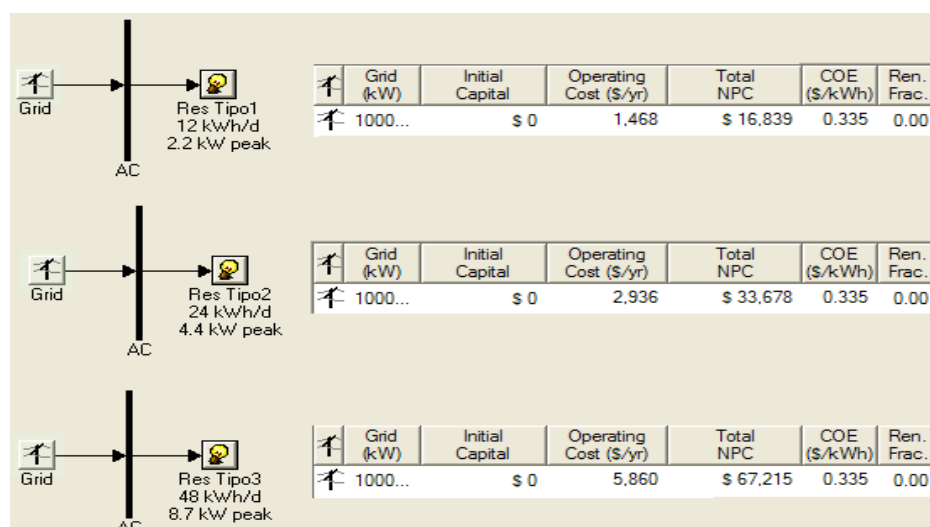 Grid Initial Operating Total COE Ren.
(kW) Capital Cost ($/yr) NPC ($/kWh) Frac.
1000... $ 0 1,468 $ 16,839 0.335 0.00
Grid
Res Tipo1
12 kWh/d
2.2 kW peak
AC
Grid Initial Operating Total COE Ren.
(kW) Capital Cost ($/yr) NPC ($/kWh) Frac.
1000... $ 0 2,936 $ 33,678 0.335 0.00
Grid
Res Tipo2
24 kWh/d
4.4 kW peak
AC
Grid Initial Operating Total COE Ren.
(kW) Capital Cost ($/yr) NPC ($/kWh) Frac.
1000... $ 0 5,860 $ 67,215 0.335 0.00
Grid
Res Tipo3
48 kWh/d
8.7 kW peak
AC